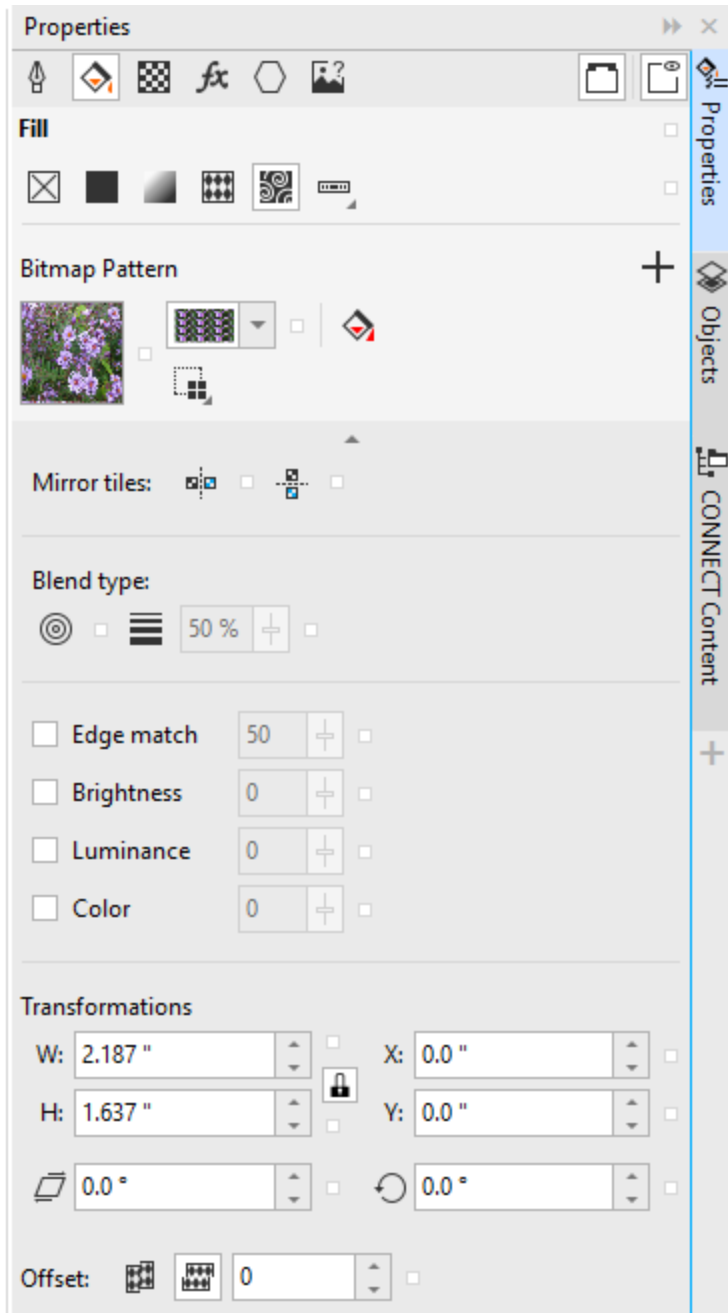 Properties
fx
?
Fill
Bitmap Pattern
Mirror tiles:
Blend type:
50 %
Edge match 50
Brightness 0
Luminance 0
Color 0
Transformations
W: 2.187 " X: 0.0 "
H: 1.637 " Y: 0.0 "
0.0 ° 0.0 °
Offset: 0
Properties
Objects
CONNECT Content